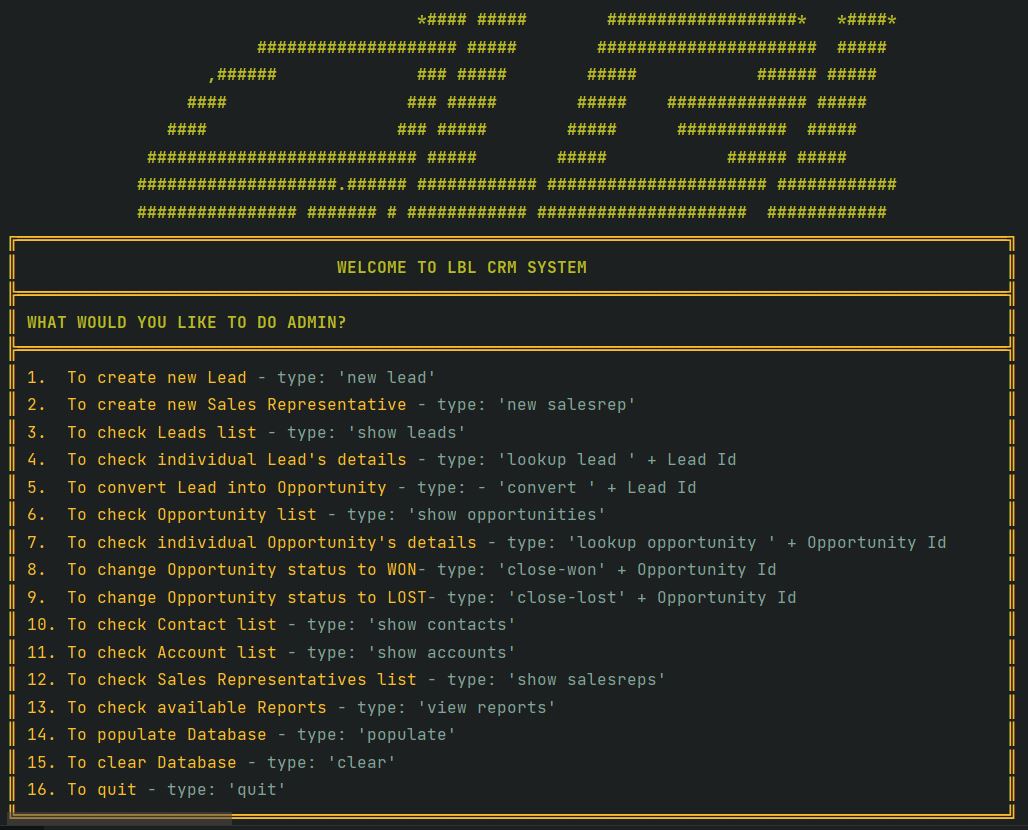 WELCOME TO LBL CRM SYSTEM
WHAT WOULD YOU LIKE TO DO ADMIN?
1. To create new Lead - type: 'new lead'
2. To create new Sales Representative - type: 'new salesrep'
3. To check Leads list - type: 'show leads'
4. To check individual Lead's details - type: 'lookup lead ' + Lead Id
5. To convert Lead into Opportunity - type: - 'convert ' + Lead Id
6. To check Opportunity list - type: 'show opportunities'
7. To check individual Opportunity's details - type: 'lookup opportunity ' + Opportunity Id
8. To change Opportunity status to WON- type: 'close-won' + Opportunity Id
9. To change Opportunity status to LOST- type: 'close-lost' + Opportunity Id
10. To check Contact list - type: 'show contacts'
11. To check Account list - type: 'show accounts'
12. To check Sales Representatives list - type: 'show salesreps'
13. To check available Reports - type: 'view reports'
14. To populate Database - type: 'populate'
15. To clear Database - type: 'clear'
16. To quit - type: 'quit'